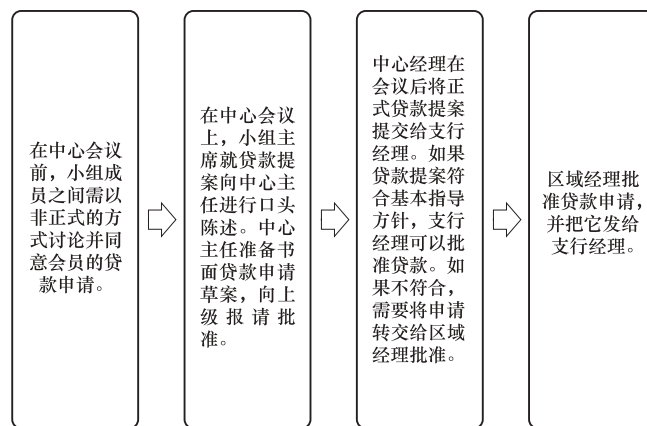 在中心会议
前，小组成
员之间需以
非正式的方
式讨论并同
意会员的贷
款申请。
在中心会议
上，小组主
席就贷款提
案向中心主
任进行口头
陈述。中心
主任准备书
面贷款申请
草案，向上
级报请批
准。
中心经理在
会议后将正
式贷款提案
提交给支行
经理。如果
贷款提案符
合基本指导
方针，支行
经理可以批
准贷款。如
果不符合，
需要将申请
转交给区域
经理批准。
区域经理批
准贷款申请，
并把它发给
支行经理。